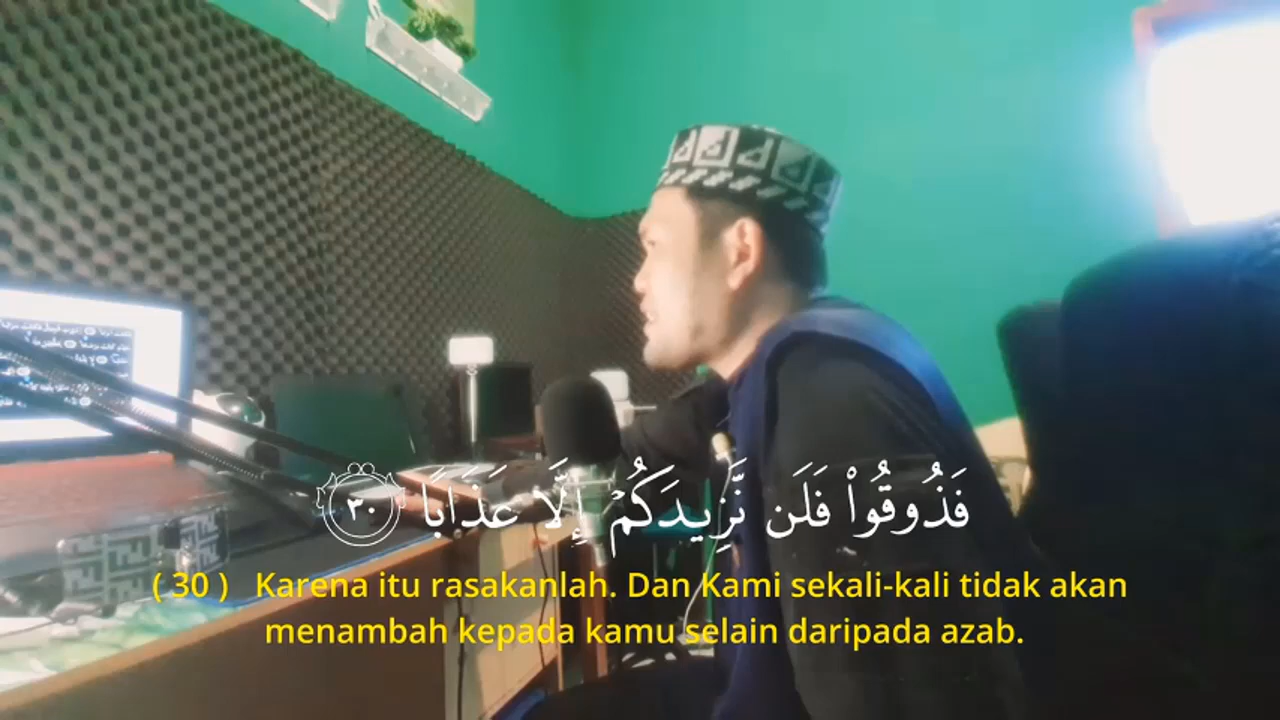 فَذُوقُوا۟ فَلَن نَّزِيدَكُمْ إِلَّا عَذَابًا ٣٠
( 30 ) Karena itu rasakanlah. Dan Kami sekali-kali tidak akan
menambah kepada kamu selain daripada azab.